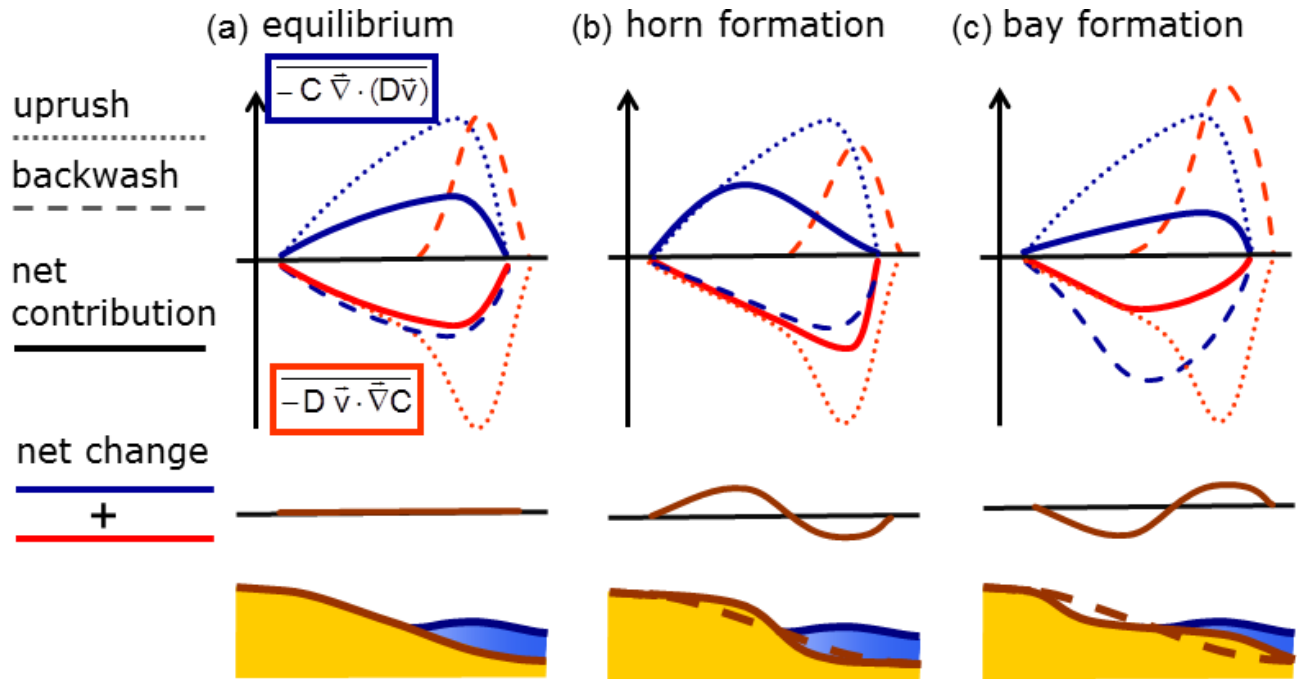 (a) equilibrium
(b) horn formation
(c) bay formation
− C ∇⃗ · (Dv⃗)
uprush
backwash
net
contribution
− D v⃗ · ∇⃗C
net change
+